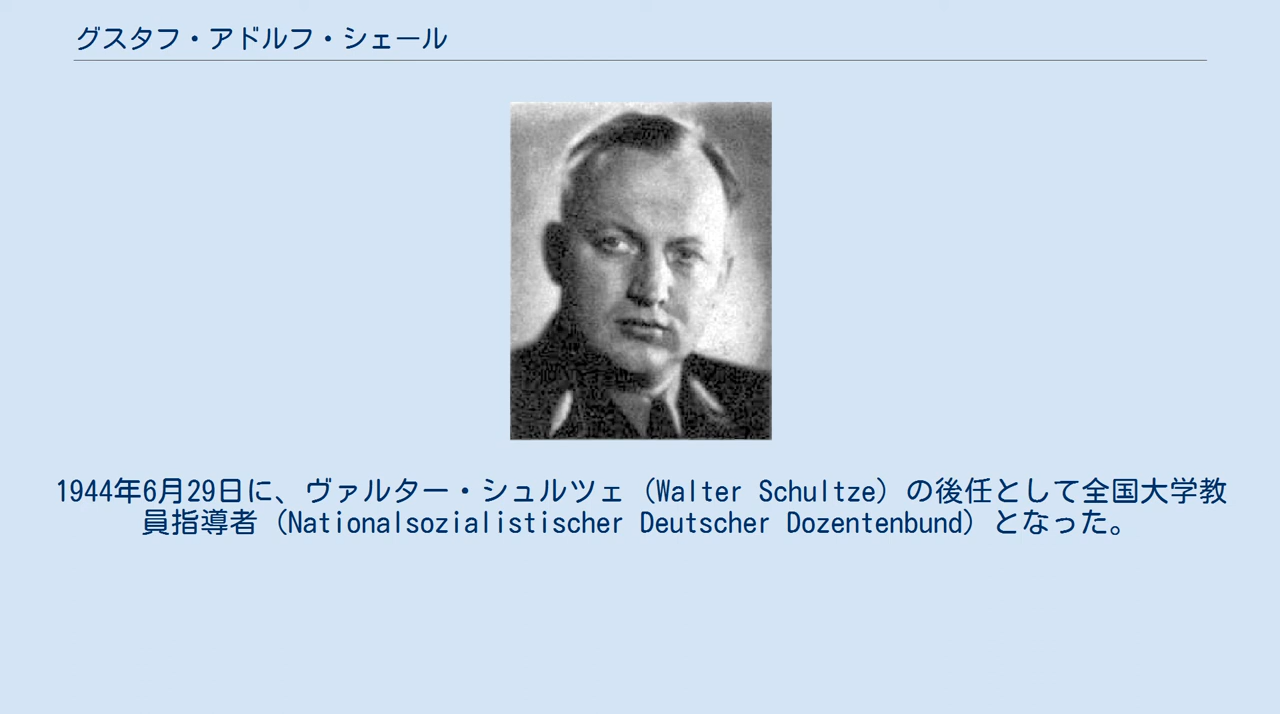 グスタフ・アドルフ・シェール
1944年6月29日に、ヴァルター・シュルツェ（Walter Schultze）の後任として全国大学教
員指導者（Nationalsozialistischer Deutscher Dozentenbund）となった。